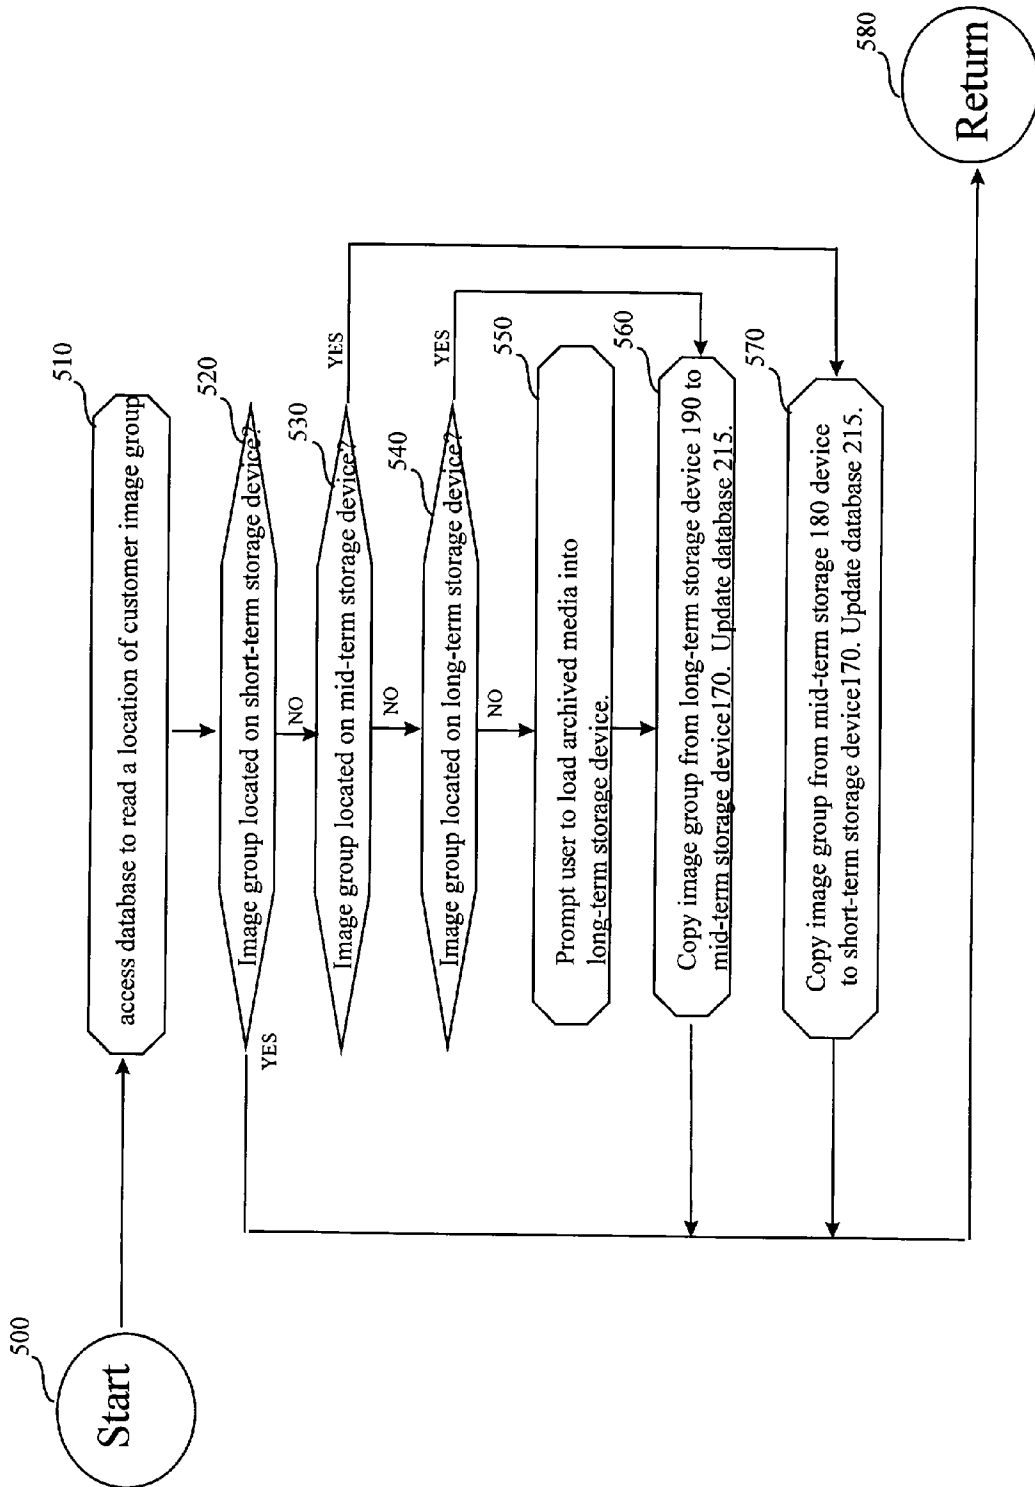 500
Start
510
access database to read a location of customer image group
520
Image group located on short-term storage device?
YES
NO
530
Image group located on mid-term storage device?
YES
NO
540
Image group located on long-term storage device?
YES
NO
550
Prompt user to load archived media into
long-term storage device.
560
Copy image group from long-term storage device 190 to
mid-term storage device170. Update database 215.
570
Copy image group from mid-term storage 180 device
to short-term storage device170. Update database 215.
580
Return